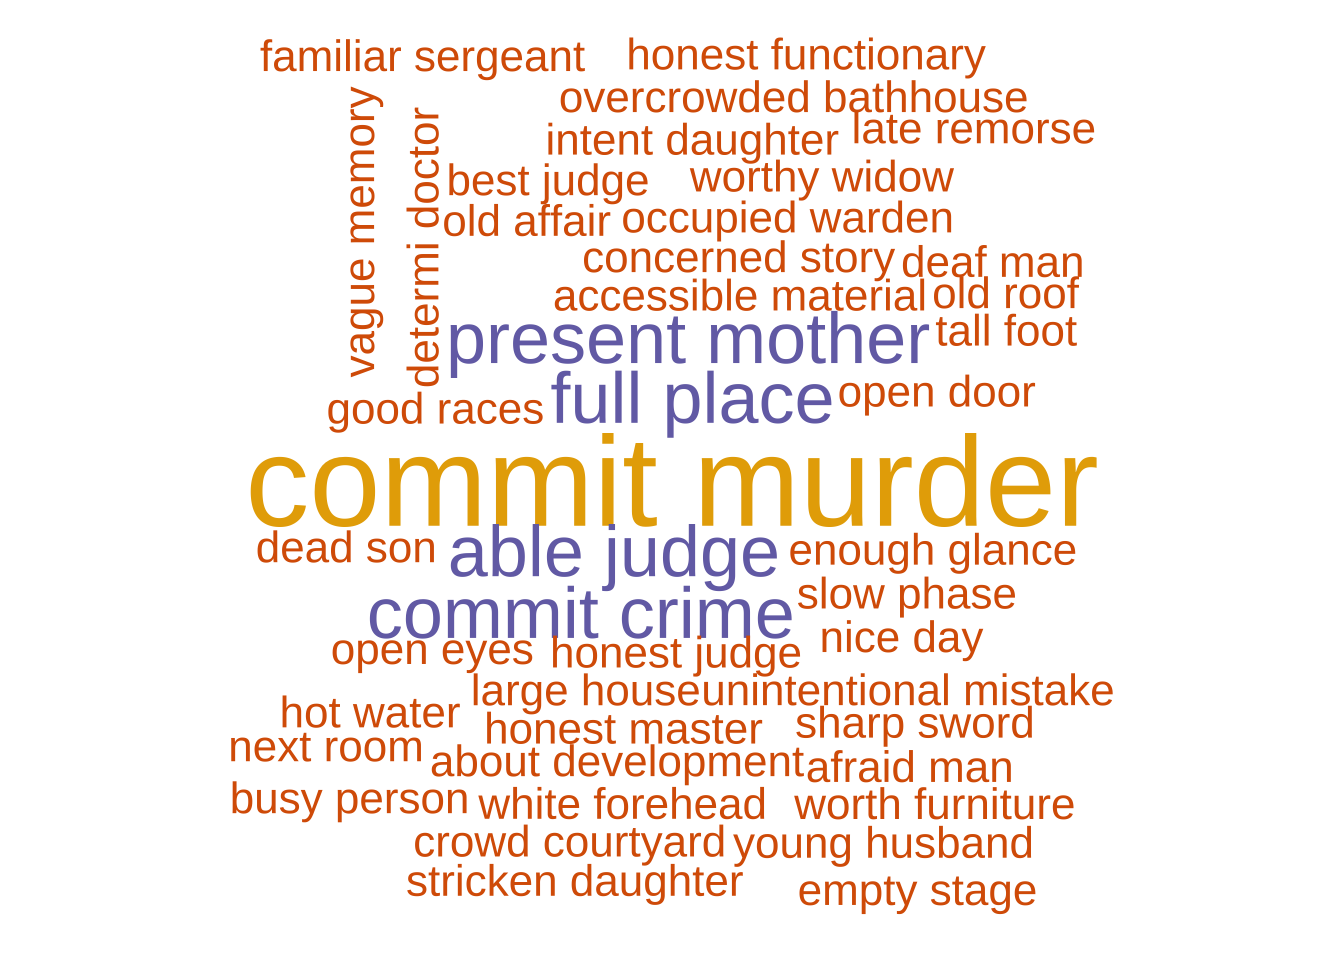 familiar sergeant
honest functionary
overcrowded bathhouse
vague memory
determi doctor
intent daughter
late remorse
best judge
worthy widow
old affair
occupied warden
concerned story
deaf man
accessible material
old roof
present mother
tall foot
full place
open door
good races
commit murder
dead son
able judge
enough glance
commit crime
slow phase
nice day
open eyes
honest judge
large house
unintentional mistake
hot water
honest master
sharp sword
next room
about development
afraid man
busy person
white forehead
worth furniture
crowd courtyard
young husband
stricken daughter
empty stage